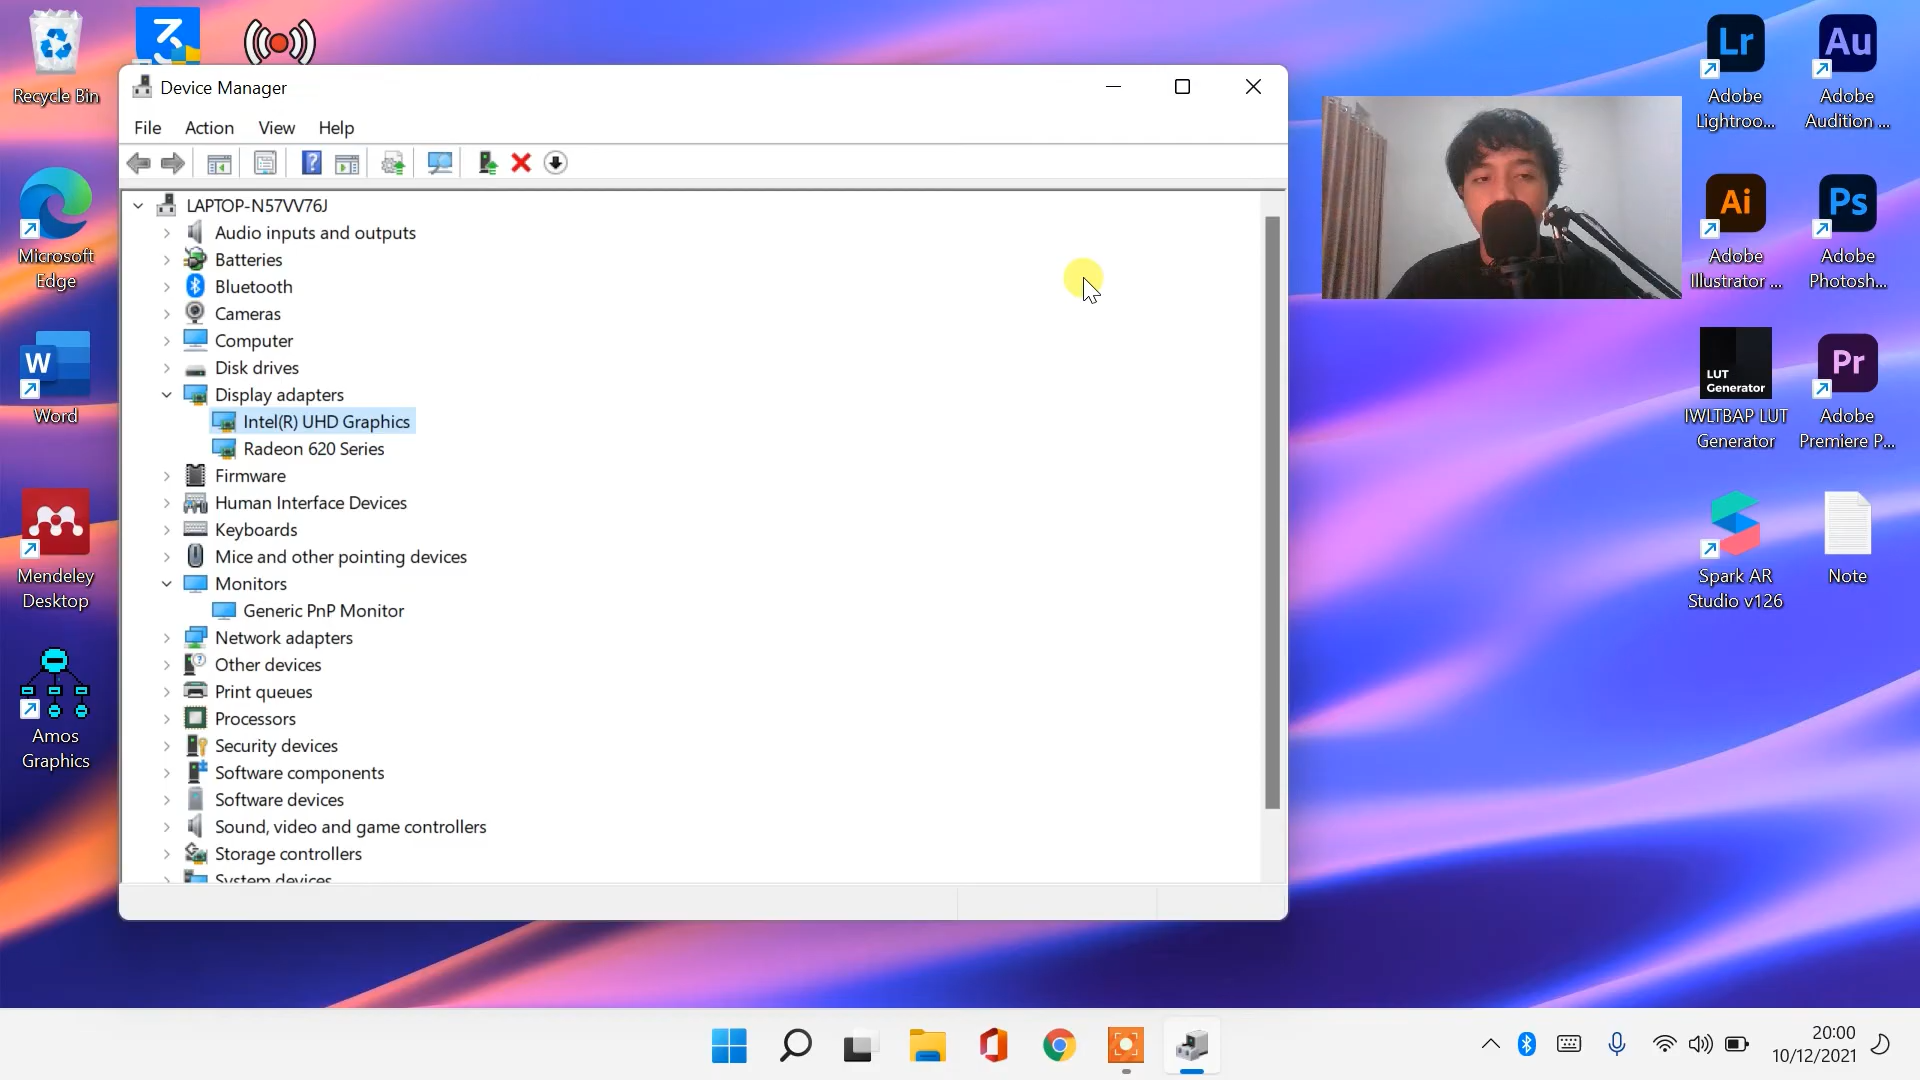 Device Manager
File Action View Help
LAPTOP-N57VV76J
Audio inputs and outputs
Batteries
Bluetooth
Cameras
Computer
Disk drives
Display adapters
Intel(R) UHD Graphics
Radeon 620 Series
Firmware
Human Interface Devices
Keyboards
Mice and other pointing devices
Monitors
Generic PnP Monitor
Network adapters
Other devices
Print queues
Processors
Security devices
Software components
Software devices
Sound, video and game controllers
Storage controllers
System devices
Recycle Bin
Microsoft
Edge
W
Word
Mendeley
Desktop
Amos
Graphics
3
Lr
Adobe
Lightroo...
Au
Adobe
Audition ...
Ai
Adobe
Illustrator ...
Ps
Adobe
Photosh...
LUT
Generator
IWLTBAP LUT
Generator
Pr
Adobe
Premiere P...
Spark AR
Studio v126
Note
20:00
10/12/2021